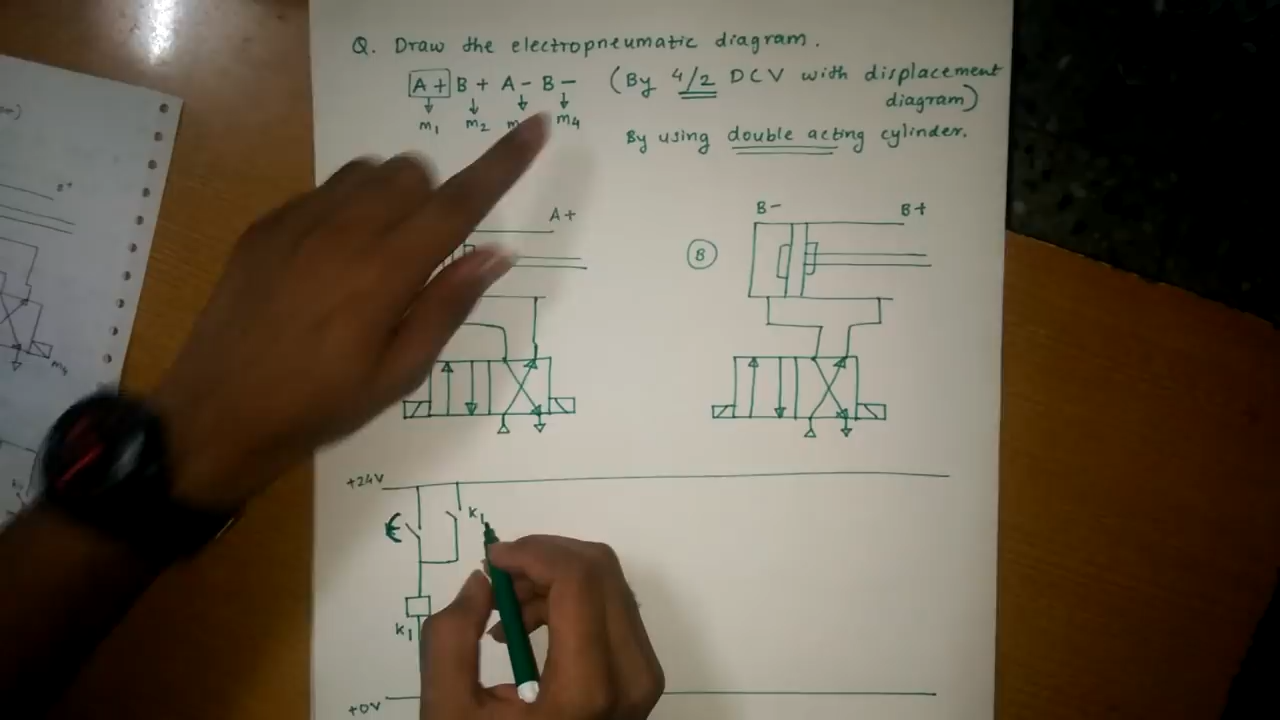 Q. Draw the electropneumatic diagram.
A+ B+ A- B- (By 4/2 DCV with displacement
diagram)
m1 m2 m4
By using double acting cylinder.
A+
B- B+
B
+24V
K1
K1
+0V
m4